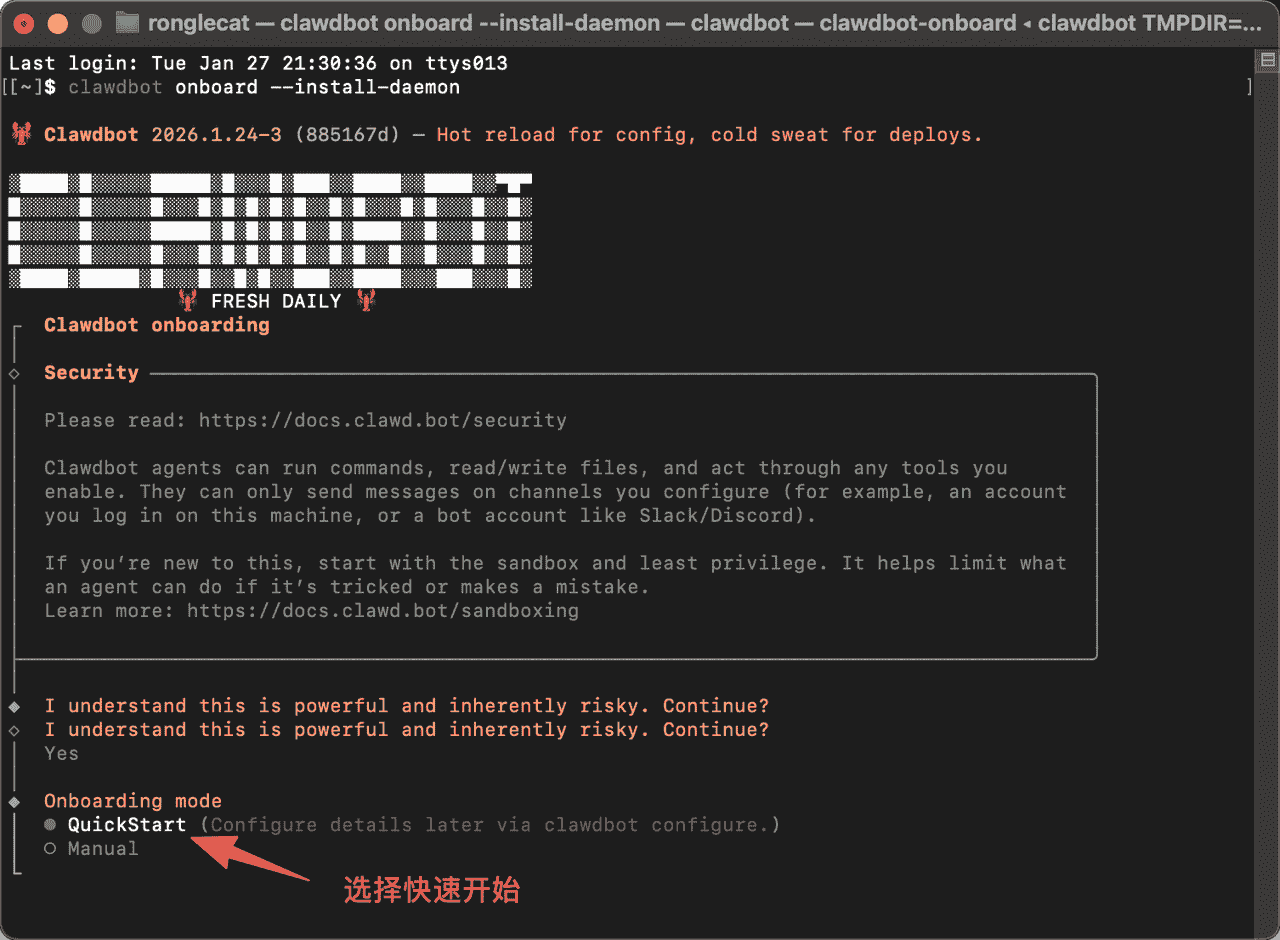 ronglecat — clawdbot onboard --install-daemon — clawdbot — clawdbot-onboard ◂ clawdbot TMPDIR=...
Last login: Tue Jan 27 21:30:36 on ttys013
[[~]$ clawdbot onboard --install-daemon ]
🦞 Clawdbot 2026.1.24-3 (885167d) — Hot reload for config, cold sweat for deploys.
CLAWDBOT
🦞 FRESH DAILY 🦞
Clawdbot onboarding
Security
Please read: https://docs.clawd.bot/security
Clawdbot agents can run commands, read/write files, and act through any tools you
enable. They can only send messages on channels you configure (for example, an account
you log in on this machine, or a bot account like Slack/Discord).
If you’re new to this, start with the sandbox and least privilege. It helps limit what
an agent can do if it’s tricked or makes a mistake.
Learn more: https://docs.clawd.bot/sandboxing
I understand this is powerful and inherently risky. Continue?
I understand this is powerful and inherently risky. Continue?
Yes
Onboarding mode
● QuickStart (Configure details later via clawdbot configure.)
○ Manual
选择快速开始